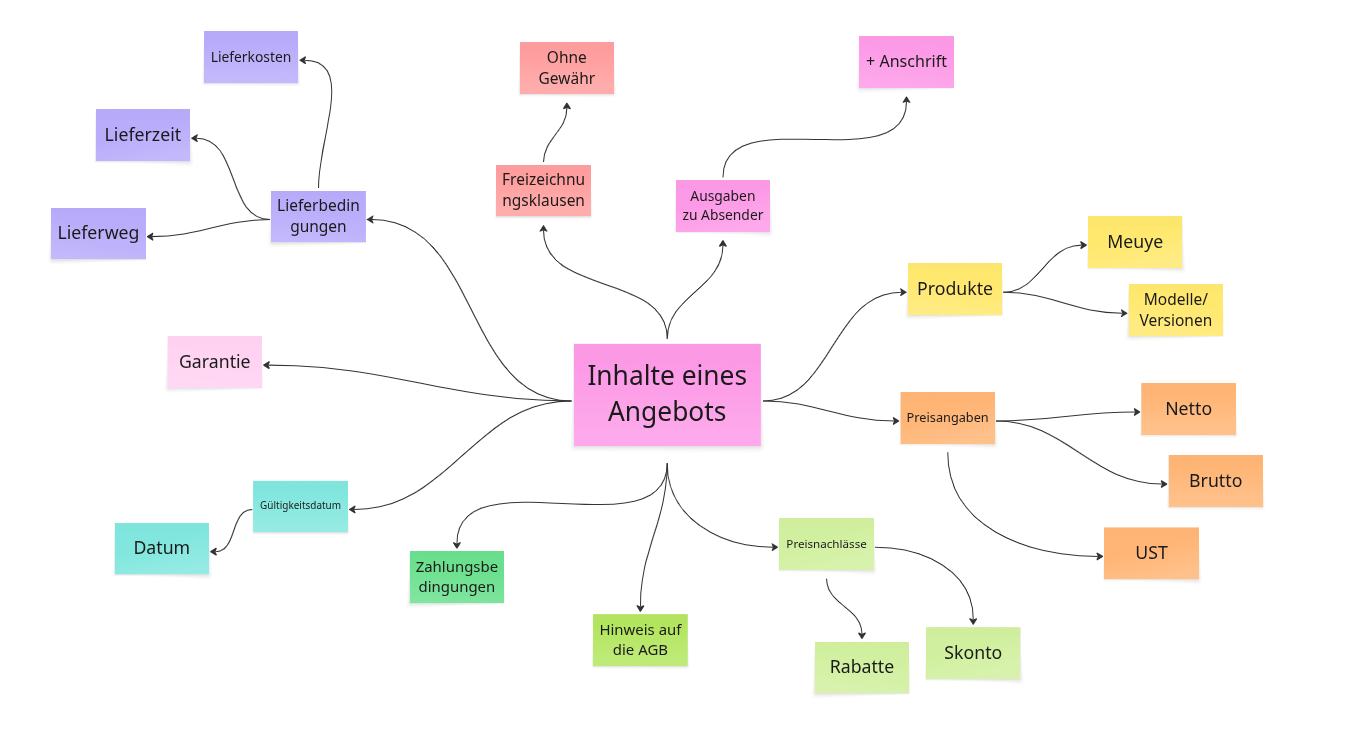 Lieferkosten
Ohne
Gewähr
+ Anschrift
Lieferzeit
Freizeichnu
ngsklausen
Ausgaben
zu Absender
Lieferbedin
gungen
Lieferweg
Meuye
Produkte
Modelle/
Versionen
Garantie
Inhalte eines
Angebots
Preisangaben
Netto
Brutto
Gültigkeitsdatum
Datum
UST
Zahlungsbe
dingungen
Preisnachlässe
Hinweis auf
die AGB
Rabatte
Skonto